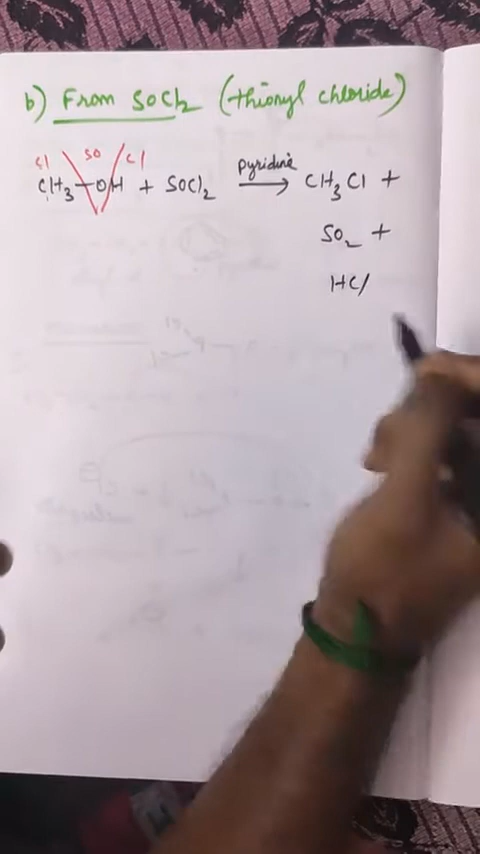 b) From SOCl2 (thionyl chloride)
Cl SO Cl
CH3-OH + SOCl2 pyridine → CH3Cl +
SO2 +
HCl